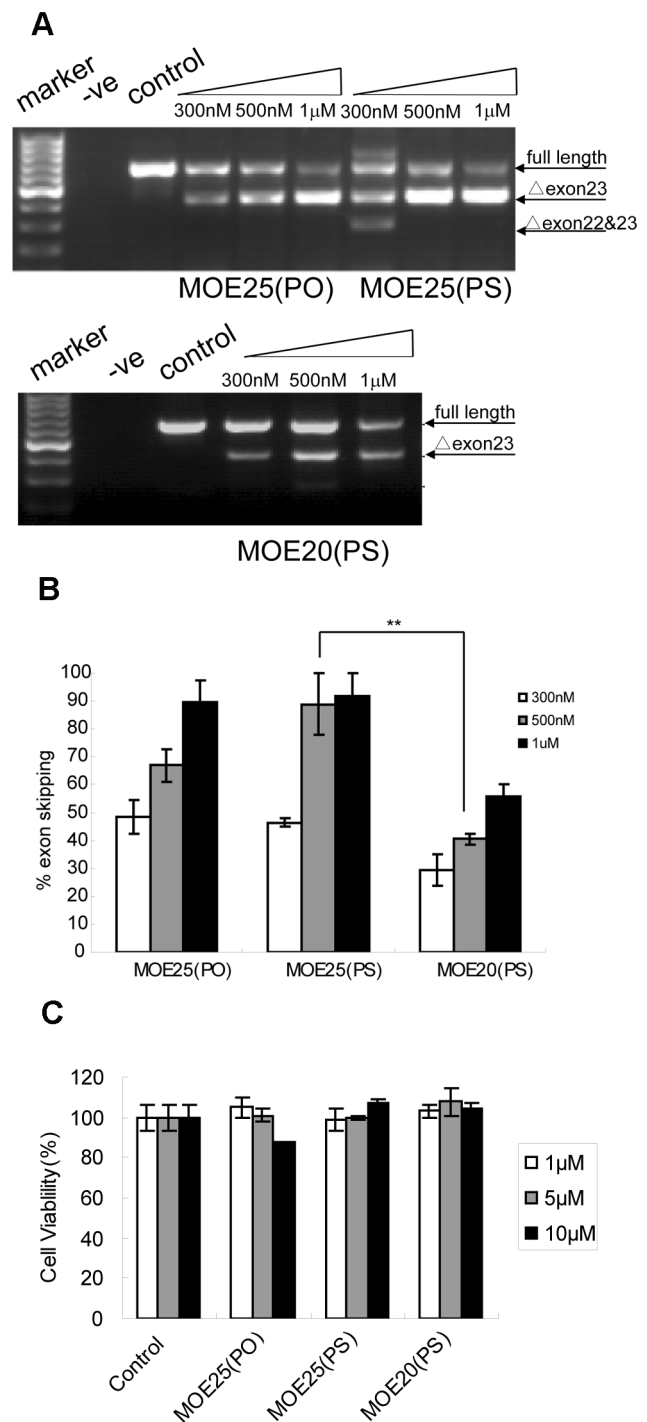 A
marker -ve control
300nM 500nM 1µM 300nM 500nM 1µM
full length
△exon23
△exon22&23
MOE25(PO) MOE25(PS)
marker -ve control
300nM 500nM 1µM
full length
△exon23
MOE20(PS)
B
**
% exon skipping
100
90
80
70
60
50
40
30
20
10
0
300nM
500nM
1uM
MOE25(PO) MOE25(PS) MOE20(PS)
C
Cell Viablility(%)
120
100
80
60
40
20
0
1µM
5µM
10µM
Control MOE25(PO) MOE25(PS) MOE20(PS)